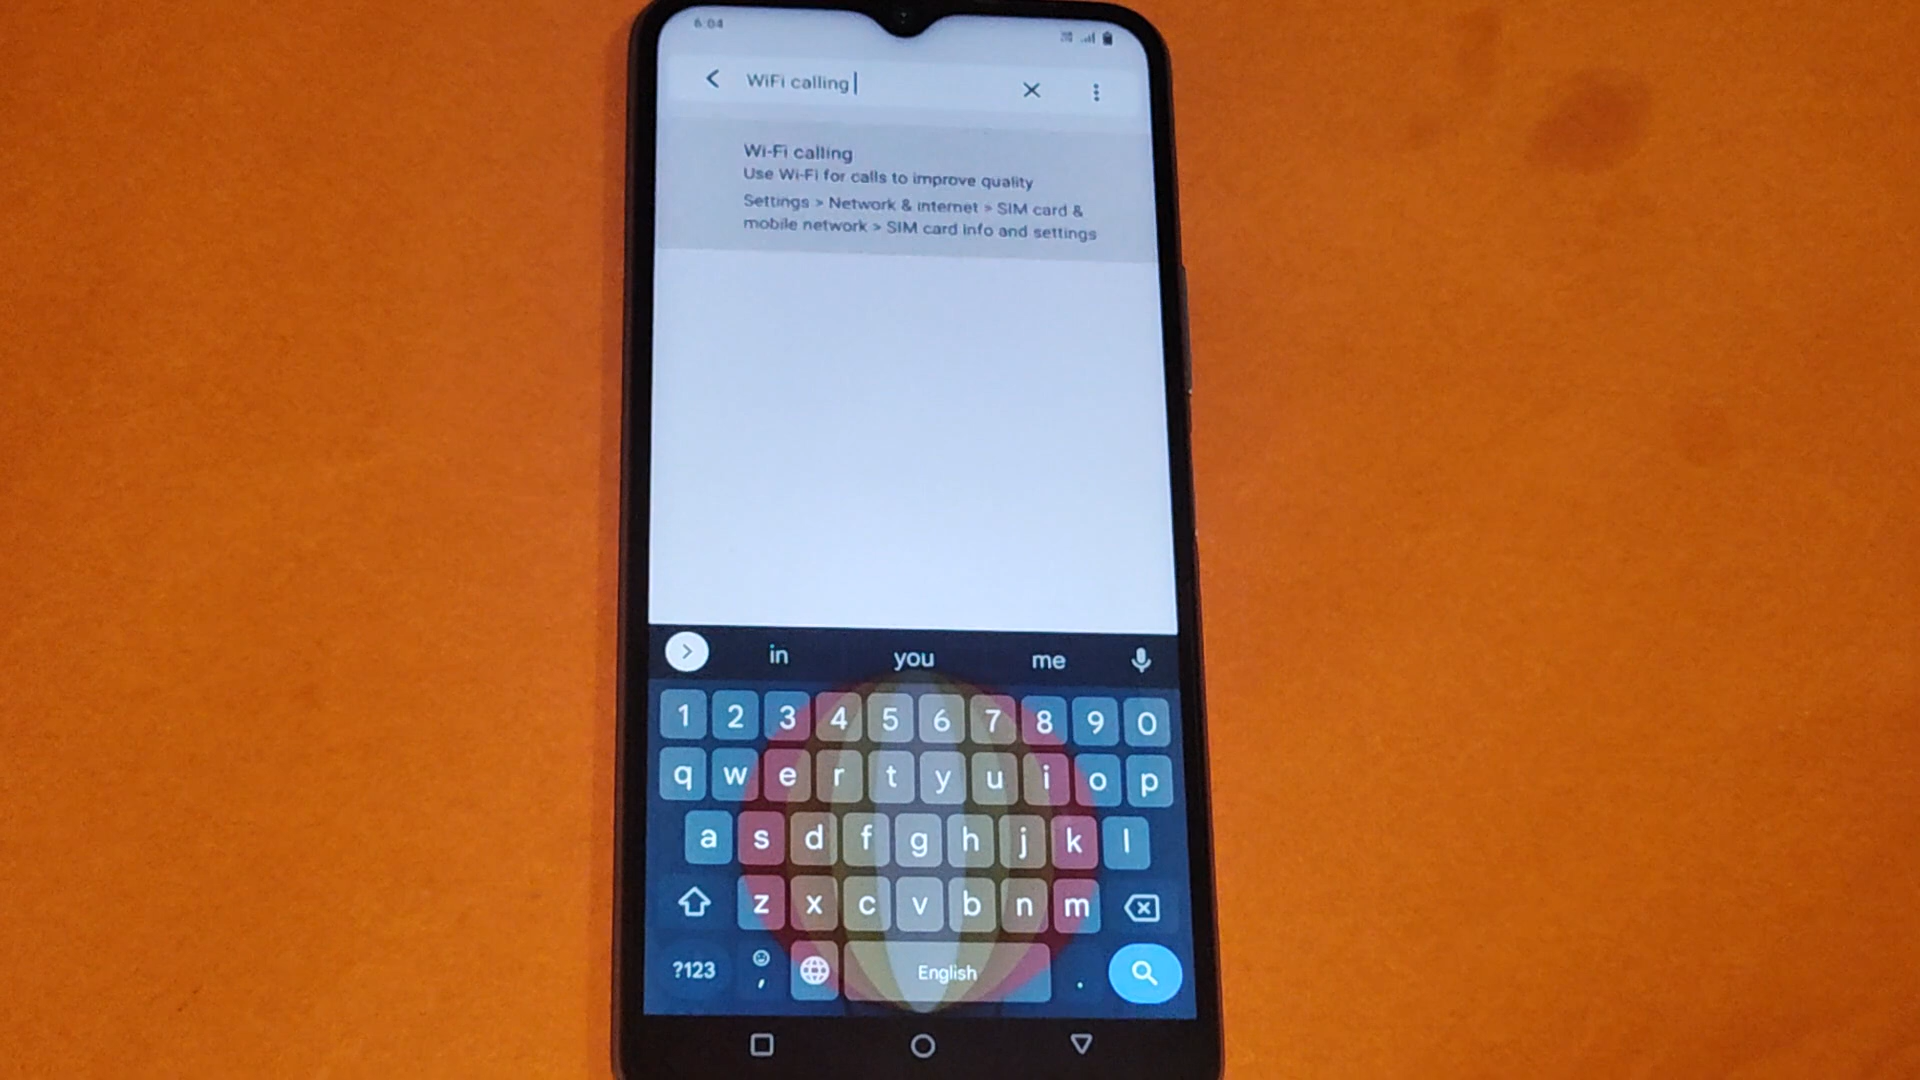 6:04
WiFi calling
Wi-Fi calling
Use Wi-Fi for calls to improve quality
Settings > Network & internet > SIM card &
mobile network > SIM card info and settings
in you me
1 2 3 4 5 6 7 8 9 0
q w e r t y u i o p
a s d f g h j k l
z x c v b n m
?123 , English .